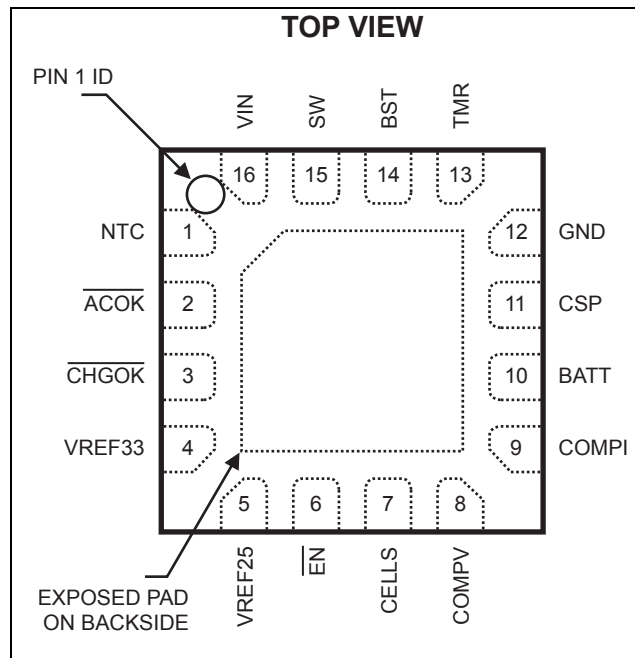 TOP VIEW
PIN 1 ID
VIN
SW
BST
TMR
16
15
14
13
NTC
1
12
GND
ACOK
2
11
CSP
CHGOK
3
10
BATT
VREF33
4
9
COMPI
5
6
7
8
VREF25
EN
CELLS
COMPV
EXPOSED PAD
ON BACKSIDE